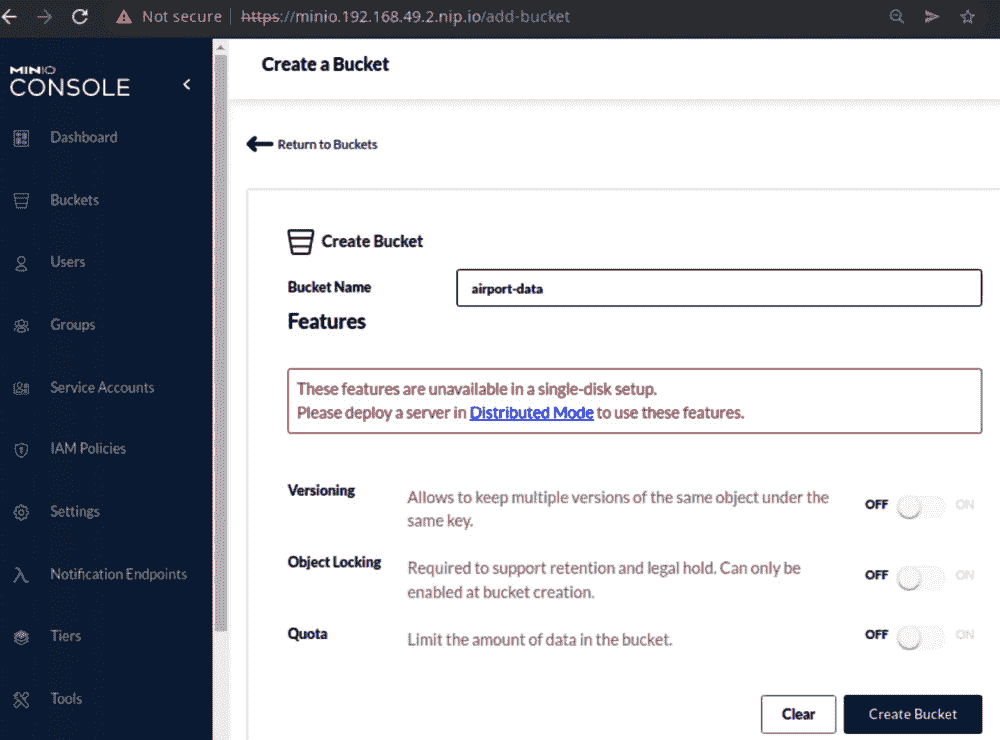 Not secure
https://minio.192.168.49.2.nip.io/add-bucket
MINIO
CONSOLE
Dashboard
Buckets
Users
Groups
Service Accounts
IAM Policies
Settings
Notification Endpoints
Tiers
Tools
Create a Bucket
Return to Buckets
Create Bucket
Bucket Name
airport-data
Features
These features are unavailable in a single-disk setup.
Please deploy a server in Distributed Mode to use these features.
Versioning
Allows to keep multiple versions of the same object under the
same key.
OFF ON
Object Locking
Required to support retention and legal hold. Can only be
enabled at bucket creation.
OFF ON
Quota
Limit the amount of data in the bucket.
OFF ON
Clear
Create Bucket